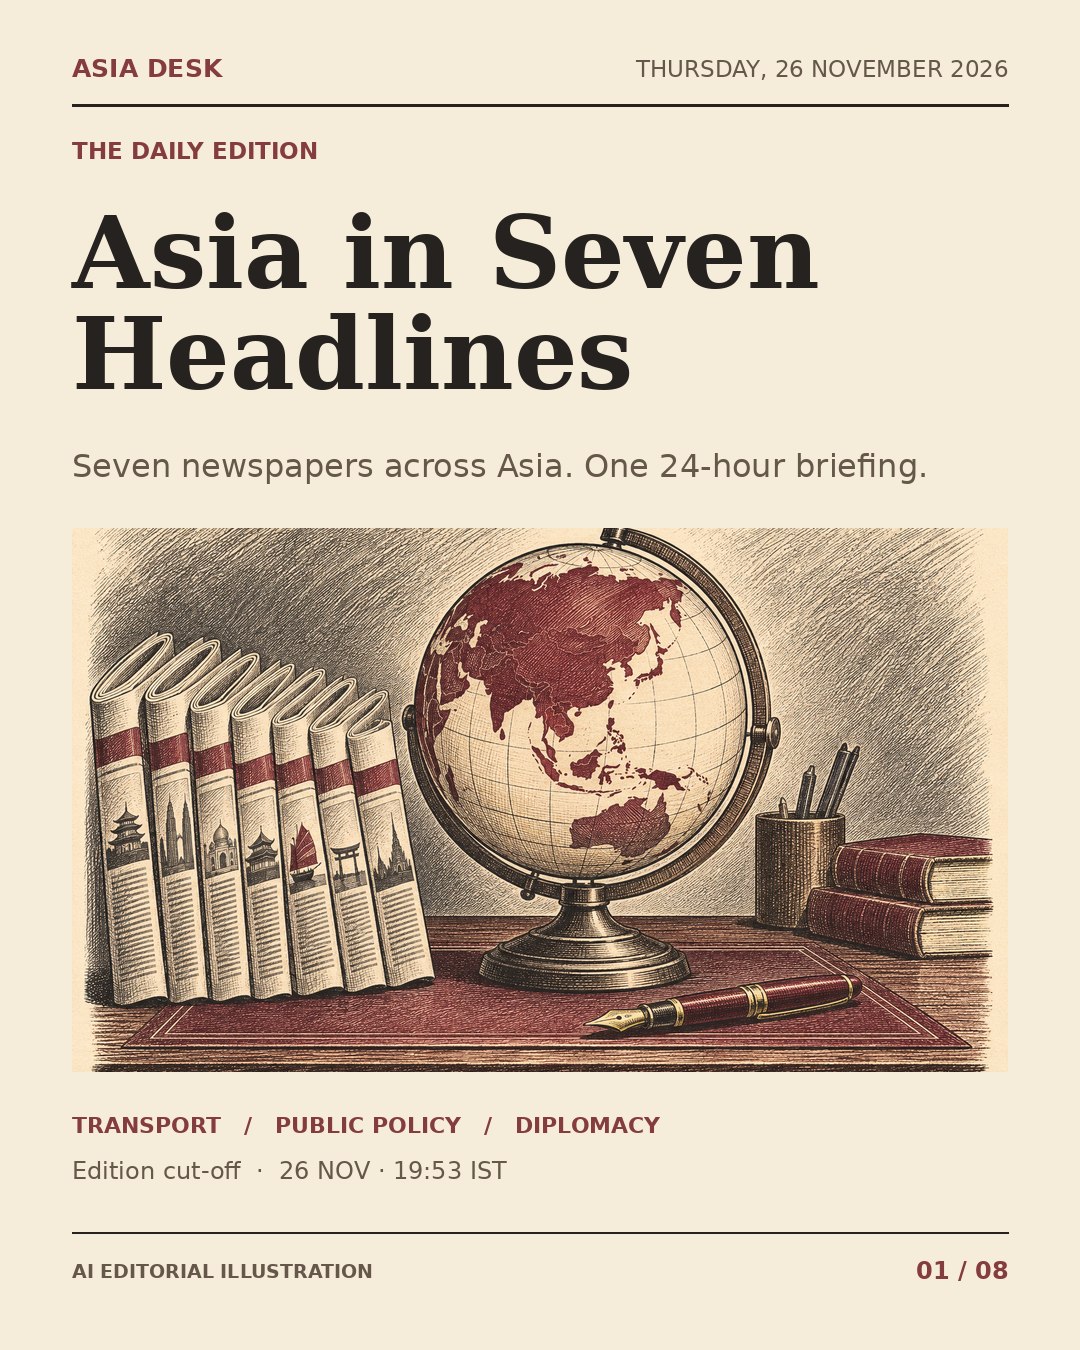 ASIA DESK
THURSDAY, 26 NOVEMBER 2026
THE DAILY EDITION
Asia in Seven
Headlines
Seven newspapers across Asia. One 24-hour briefing.
TRANSPORT / PUBLIC POLICY / DIPLOMACY
Edition cut-off · 26 NOV · 19:53 IST
AI EDITORIAL ILLUSTRATION
01 / 08